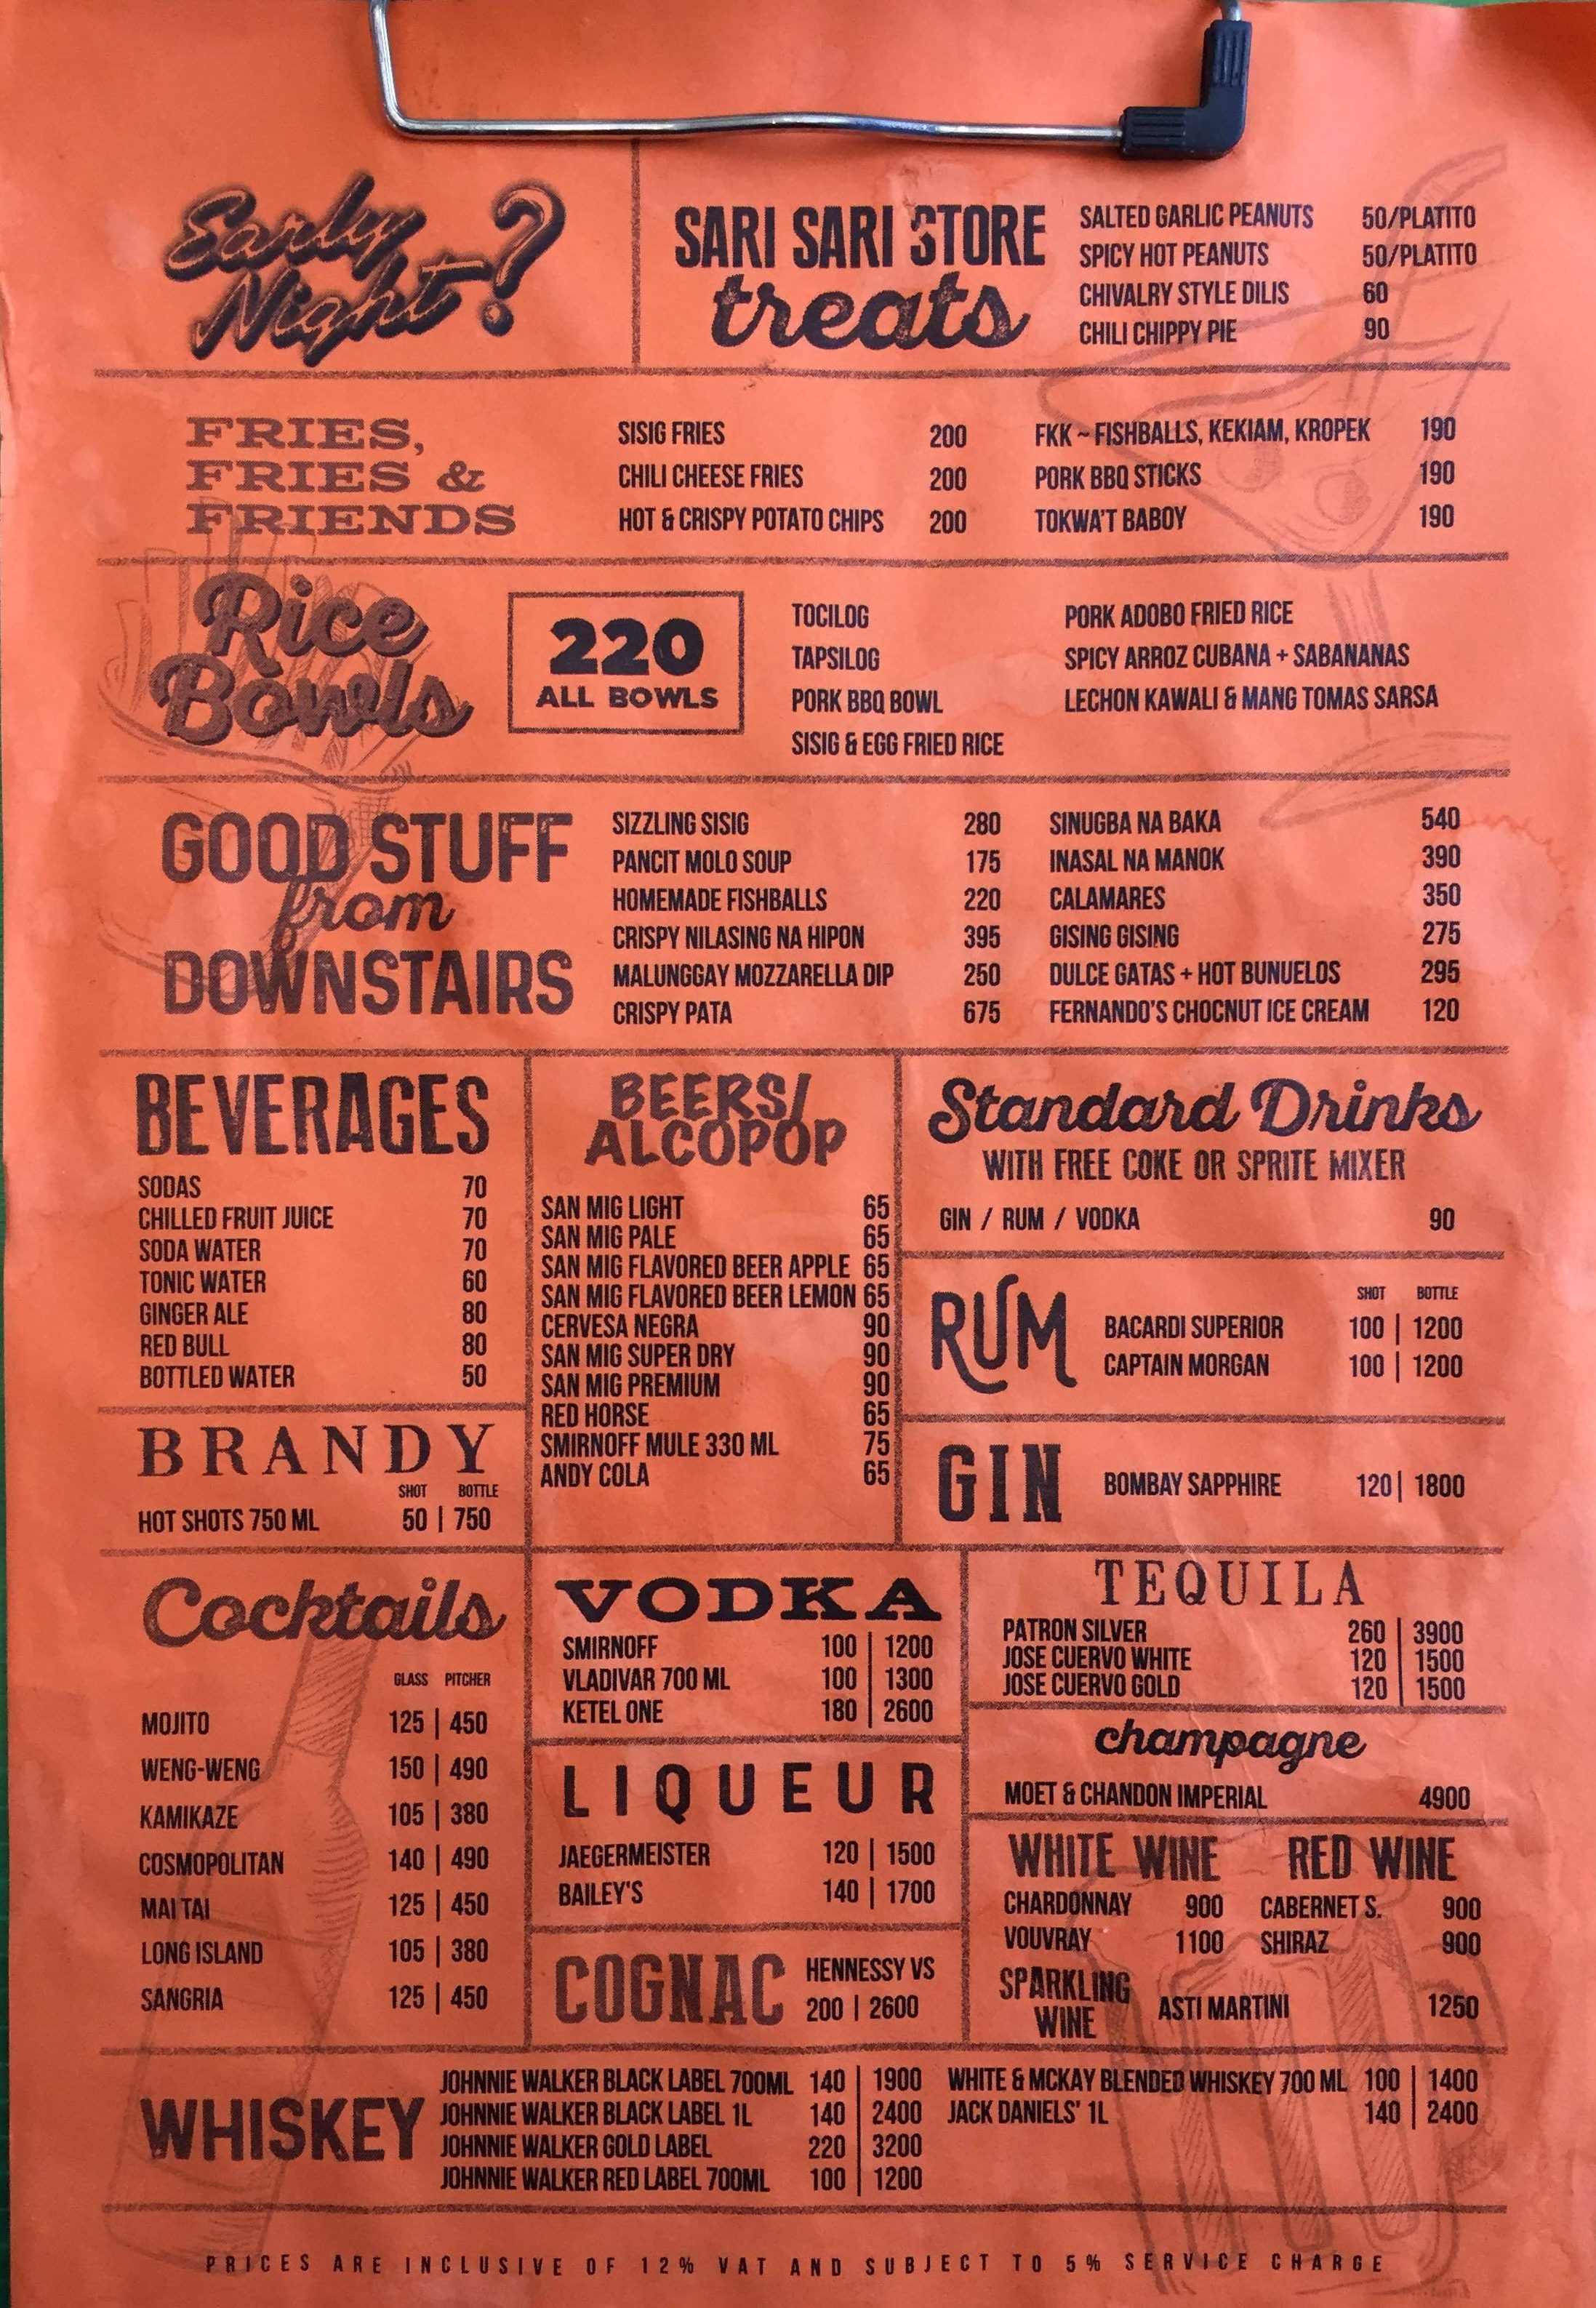 Early
Night?
SARI SARI STORE
treats
SALTED GARLIC PEANUTS 50/PLATITO
SPICY HOT PEANUTS 50/PLATITO
CHIVALRY STYLE DILIS 60
CHILI CHIPPY PIE 90
FRIES,
FRIES &
FRIENDS
SISIG FRIES 200
CHILI CHEESE FRIES 200
HOT & CRISPY POTATO CHIPS 200
FKK ~ FISHBALLS, KEKIAM, KROPEK 190
PORK BBQ STICKS 190
TOKWA'T BABOY 190
Rice
Bowls
220
ALL BOWLS
TOCILOG
TAPSILOG
PORK BBQ BOWL
SISIG & EGG FRIED RICE
PORK ADOBO FRIED RICE
SPICY ARROZ CUBANA + SABANANAS
LECHON KAWALI & MANG TOMAS SARSA
GOOD STUFF
from
DOWNSTAIRS
SIZZLING SISIG 280
PANCIT MOLO SOUP 175
HOMEMADE FISHBALLS 220
CRISPY NILASING NA HIPON 395
MALUNGGAY MOZZARELLA DIP 250
CRISPY PATA 675
SINUGBA NA BAKA 540
INASAL NA MANOK 390
CALAMARES 350
GISING GISING 275
DULCE GATAS + HOT BUNUELOS 295
FERNANDO'S CHOCNUT ICE CREAM 120
BEVERAGES
SODAS 70
CHILLED FRUIT JUICE 70
SODA WATER 70
TONIC WATER 60
GINGER ALE 80
RED BULL 80
BOTTLED WATER 50
BRANDY
SHOT BOTTLE
HOT SHOTS 750 ML 50 | 750
BEERS/
ALCOPOP
SAN MIG LIGHT 65
SAN MIG PALE 65
SAN MIG FLAVORED BEER APPLE 65
SAN MIG FLAVORED BEER LEMON 65
CERVESA NEGRA 90
SAN MIG SUPER DRY 90
SAN MIG PREMIUM 90
RED HORSE 65
SMIRNOFF MULE 330 ML 75
ANDY COLA 65
Standard Drinks
WITH FREE COKE OR SPRITE MIXER
GIN / RUM / VODKA 90
RUM
SHOT BOTTLE
BACARDI SUPERIOR 100 | 1200
CAPTAIN MORGAN 100 | 1200
GIN
BOMBAY SAPPHIRE 120 | 1800
Cocktails
GLASS PITCHER
MOJITO 125 | 450
WENG-WENG 150 | 490
KAMIKAZE 105 | 380
COSMOPOLITAN 140 | 490
MAI TAI 125 | 450
LONG ISLAND 105 | 380
SANGRIA 125 | 450
VODKA
SMIRNOFF 100 | 1200
VLADIVAR 700 ML 100 | 1300
KETEL ONE 180 | 2600
LIQUEUR
JAEGERMEISTER 120 | 1500
BAILEY'S 140 | 1700
COGNAC
HENNESSY VS
200 | 2600
TEQUILA
PATRON SILVER 260 | 3900
JOSE CUERVO WHITE 120 | 1500
JOSE CUERVO GOLD 120 | 1500
champagne
MOET & CHANDON IMPERIAL 4900
WHITE WINE
CHARDONNAY 900
VOUVRAY 1100
RED WINE
CABERNET S. 900
SHIRAZ 900
SPARKLING
WINE
ASTI MARTINI 1250
WHISKEY
JOHNNIE WALKER BLACK LABEL 700ML 140 | 1900
JOHNNIE WALKER BLACK LABEL 1L 140 | 2400
JOHNNIE WALKER GOLD LABEL 220 | 3200
JOHNNIE WALKER RED LABEL 700ML 100 | 1200
WHITE & MCKAY BLENDED WHISKEY 700 ML 100 | 1400
JACK DANIELS' 1L 140 | 2400
PRICES ARE INCLUSIVE OF 12% VAT AND SUBJECT TO 5% SERVICE CHARGE